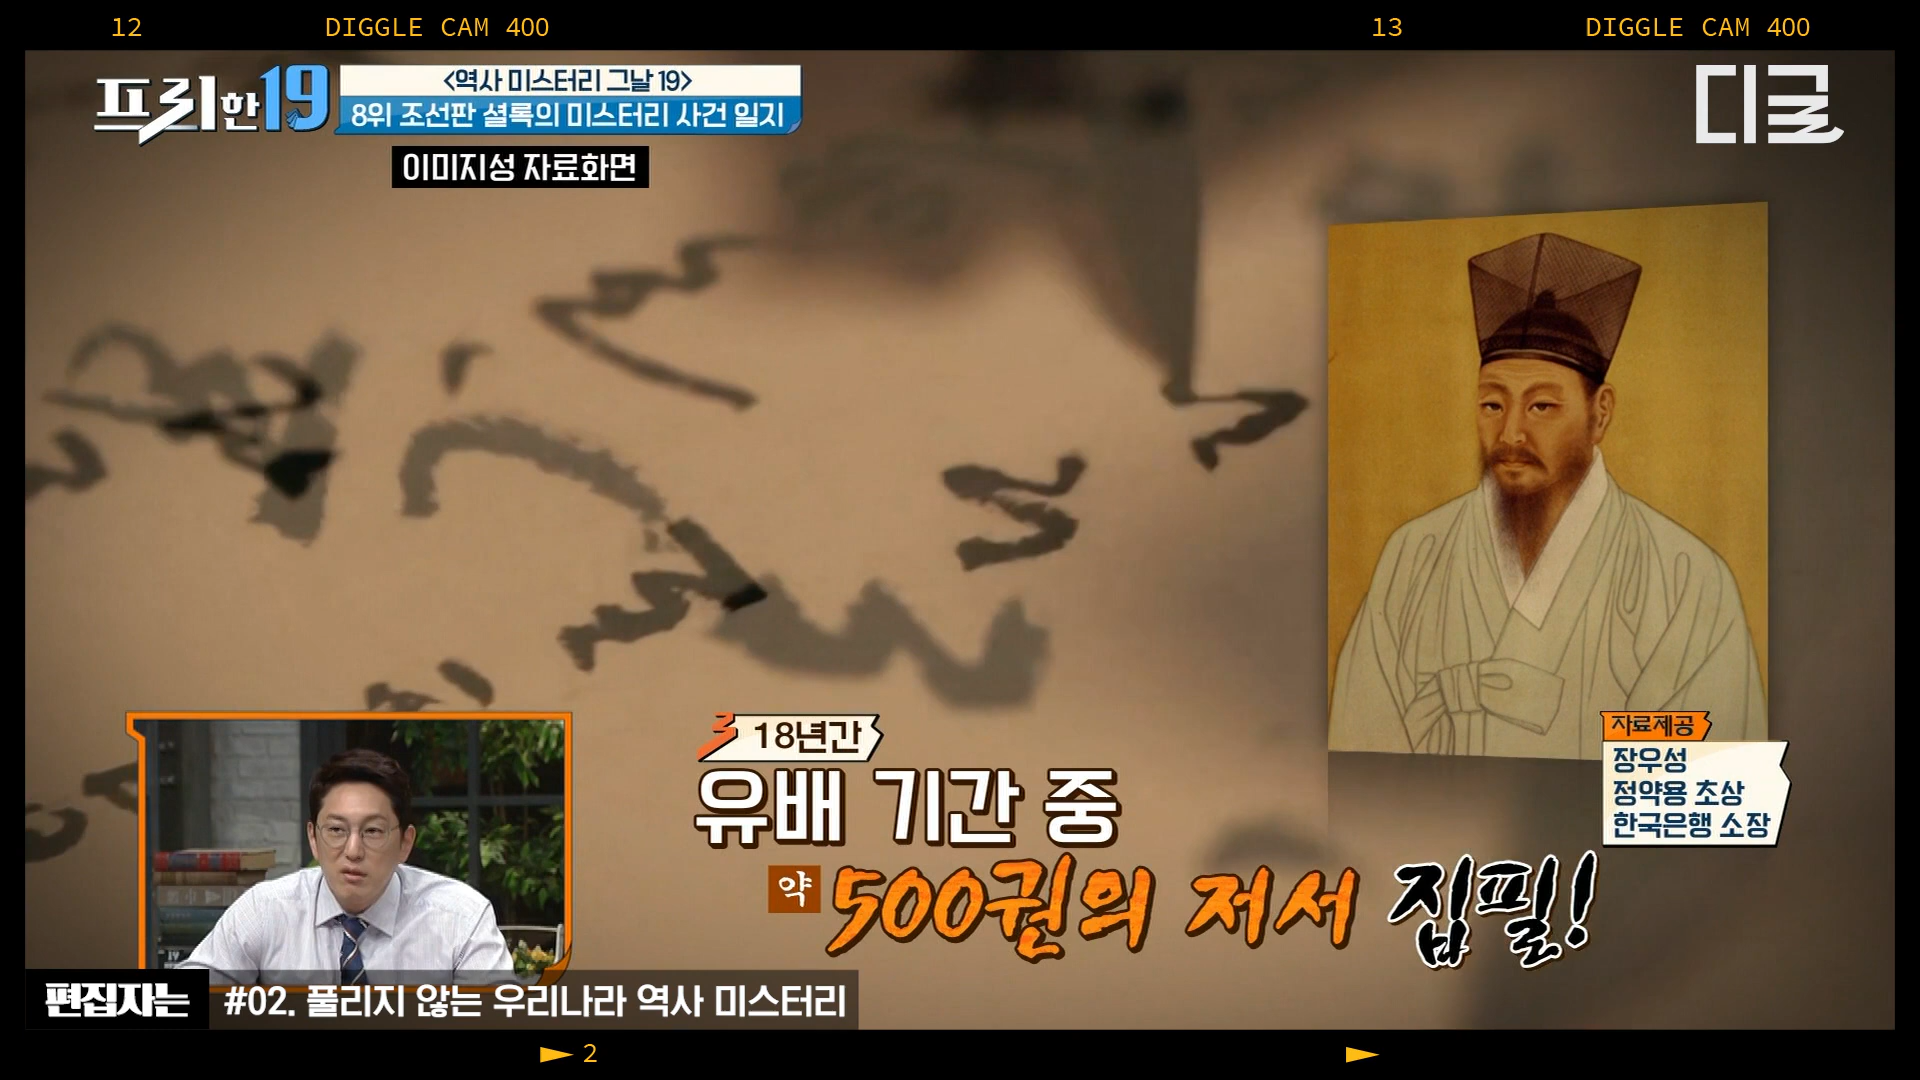 12 DIGGLE CAM 400 13 DIGGLE CAM 400
프리한19
<역사 미스터리 그날 19>
8위 조선판 셜록의 미스터리 사건 일지
이미지성 자료화면
디글
자료제공
장우성
정약용 초상
한국은행 소장
18년간
유배 기간 중
약 500권의 저서 집필!
편집자는 #02. 풀리지 않는 우리나라 역사 미스터리
2